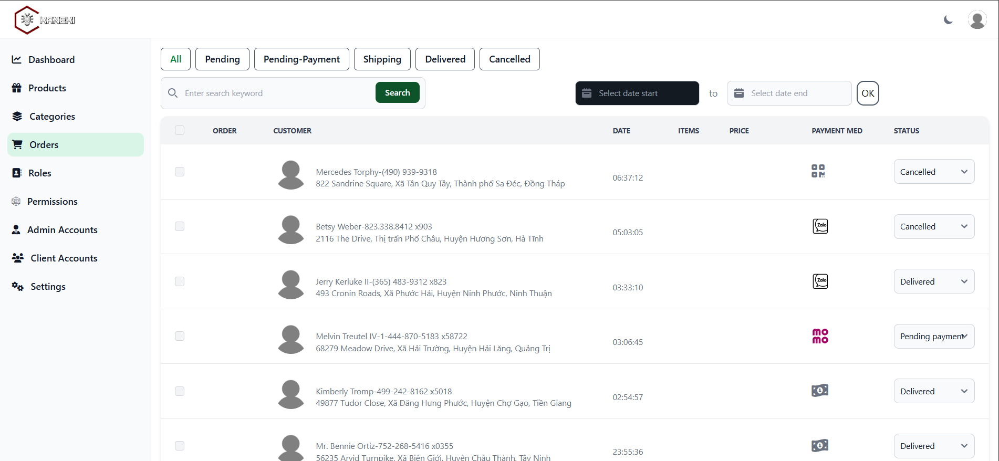 KANEKI
Dashboard
Products
Categories
Orders
Roles
Permissions
Admin Accounts
Client Accounts
Settings
All Pending Pending-Payment Shipping Delivered Cancelled
Enter search keyword Search Select date start to Select date end OK
ORDER CUSTOMER DATE ITEMS PRICE PAYMENT MED STATUS
Mercedes Torphy-(490) 939-9318
822 Sandrine Square, Xã Tân Quy Tây, Thành phố Sa Đéc, Đồng Tháp
06:37:12 Cancelled
Betsy Weber-823.338.8412 x903
2116 The Drive, Thị trấn Phố Châu, Huyện Hương Sơn, Hà Tĩnh
05:03:05 Zalo Cancelled
Jerry Kerluke II-(365) 483-9312 x823
493 Cronin Roads, Xã Phước Hải, Huyện Ninh Phước, Ninh Thuận
03:33:10 Zalo Delivered
Melvin Treutel IV-1-444-870-5183 x58722
68279 Meadow Drive, Xã Hải Trường, Huyện Hải Lăng, Quảng Trị
03:06:45 mo mo Pending payment
Kimberly Tromp-499-242-8162 x5018
49877 Tudor Close, Xã Đăng Hưng Phước, Huyện Chợ Gạo, Tiền Giang
02:54:57 1 Delivered
Mr. Bennie Ortiz-752-268-5416 x0355
56235 Arvid Turnpike, Xã Biên Giới, Huyện Châu Thành, Tây Ninh
23:55:36 1 Delivered